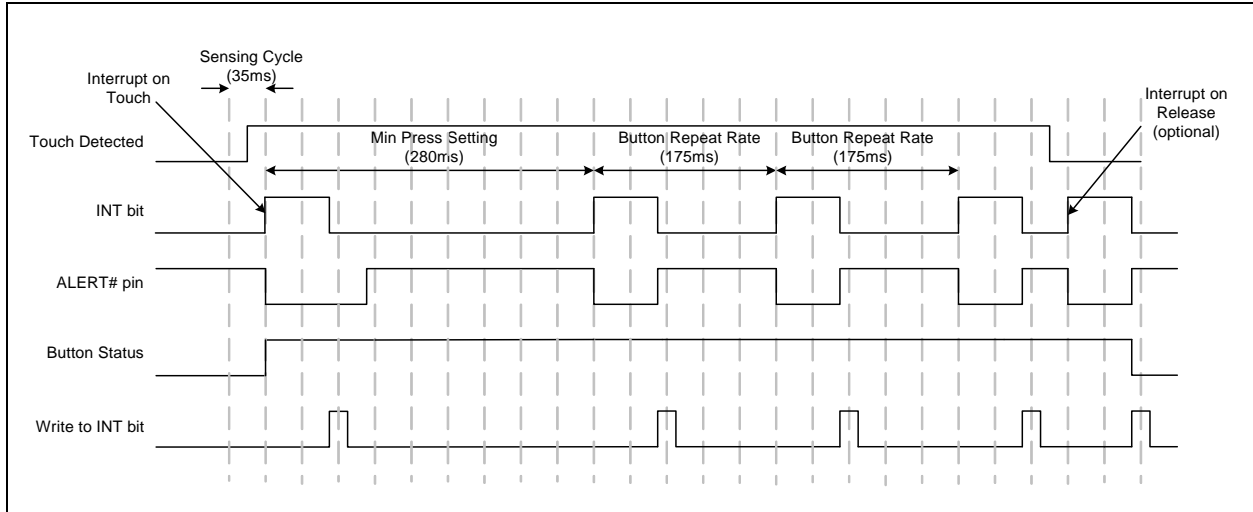 Sensing Cycle
(35ms)
Interrupt on
Touch
Interrupt on
Release
(optional)
Touch Detected
Min Press Setting
(280ms)
Button Repeat Rate
(175ms)
Button Repeat Rate
(175ms)
INT bit
ALERT# pin
Button Status
Write to INT bit